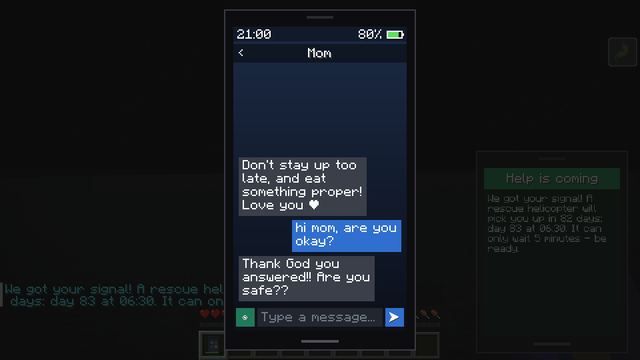 21:00
80%
<
Mom
Don't stay up too
late, and eat
something proper!
Love you ♥
hi mom, are you
okay?
Thank God you
answered!! Are you
safe??
Type a message...
Help is coming
We got your signal! A
rescue helicopter will
pick you up in 82 days:
day 83 at 06:30. It can
only wait 5 minutes - be
ready.
We got your signal! A rescue hel
days: day 83 at 06:30. It can on